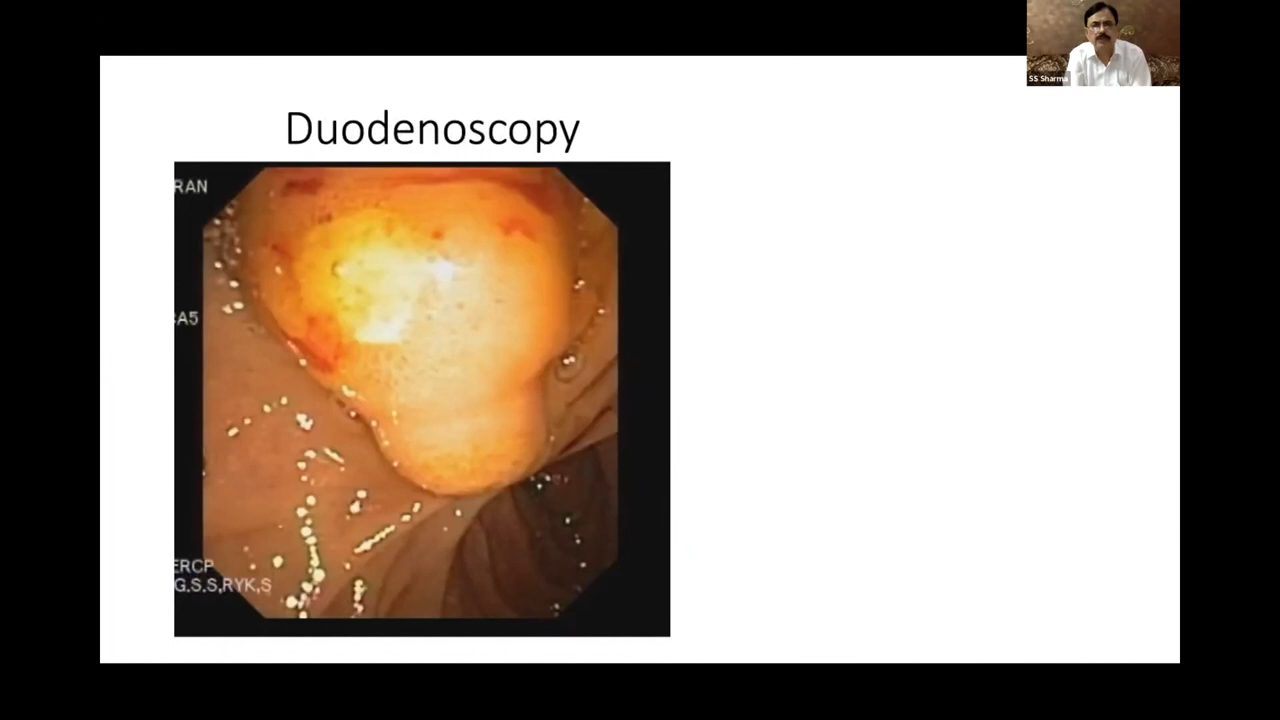 SS Sharma
Duodenoscopy
RAN
A5
ERCP
G.S.S,RYK,S